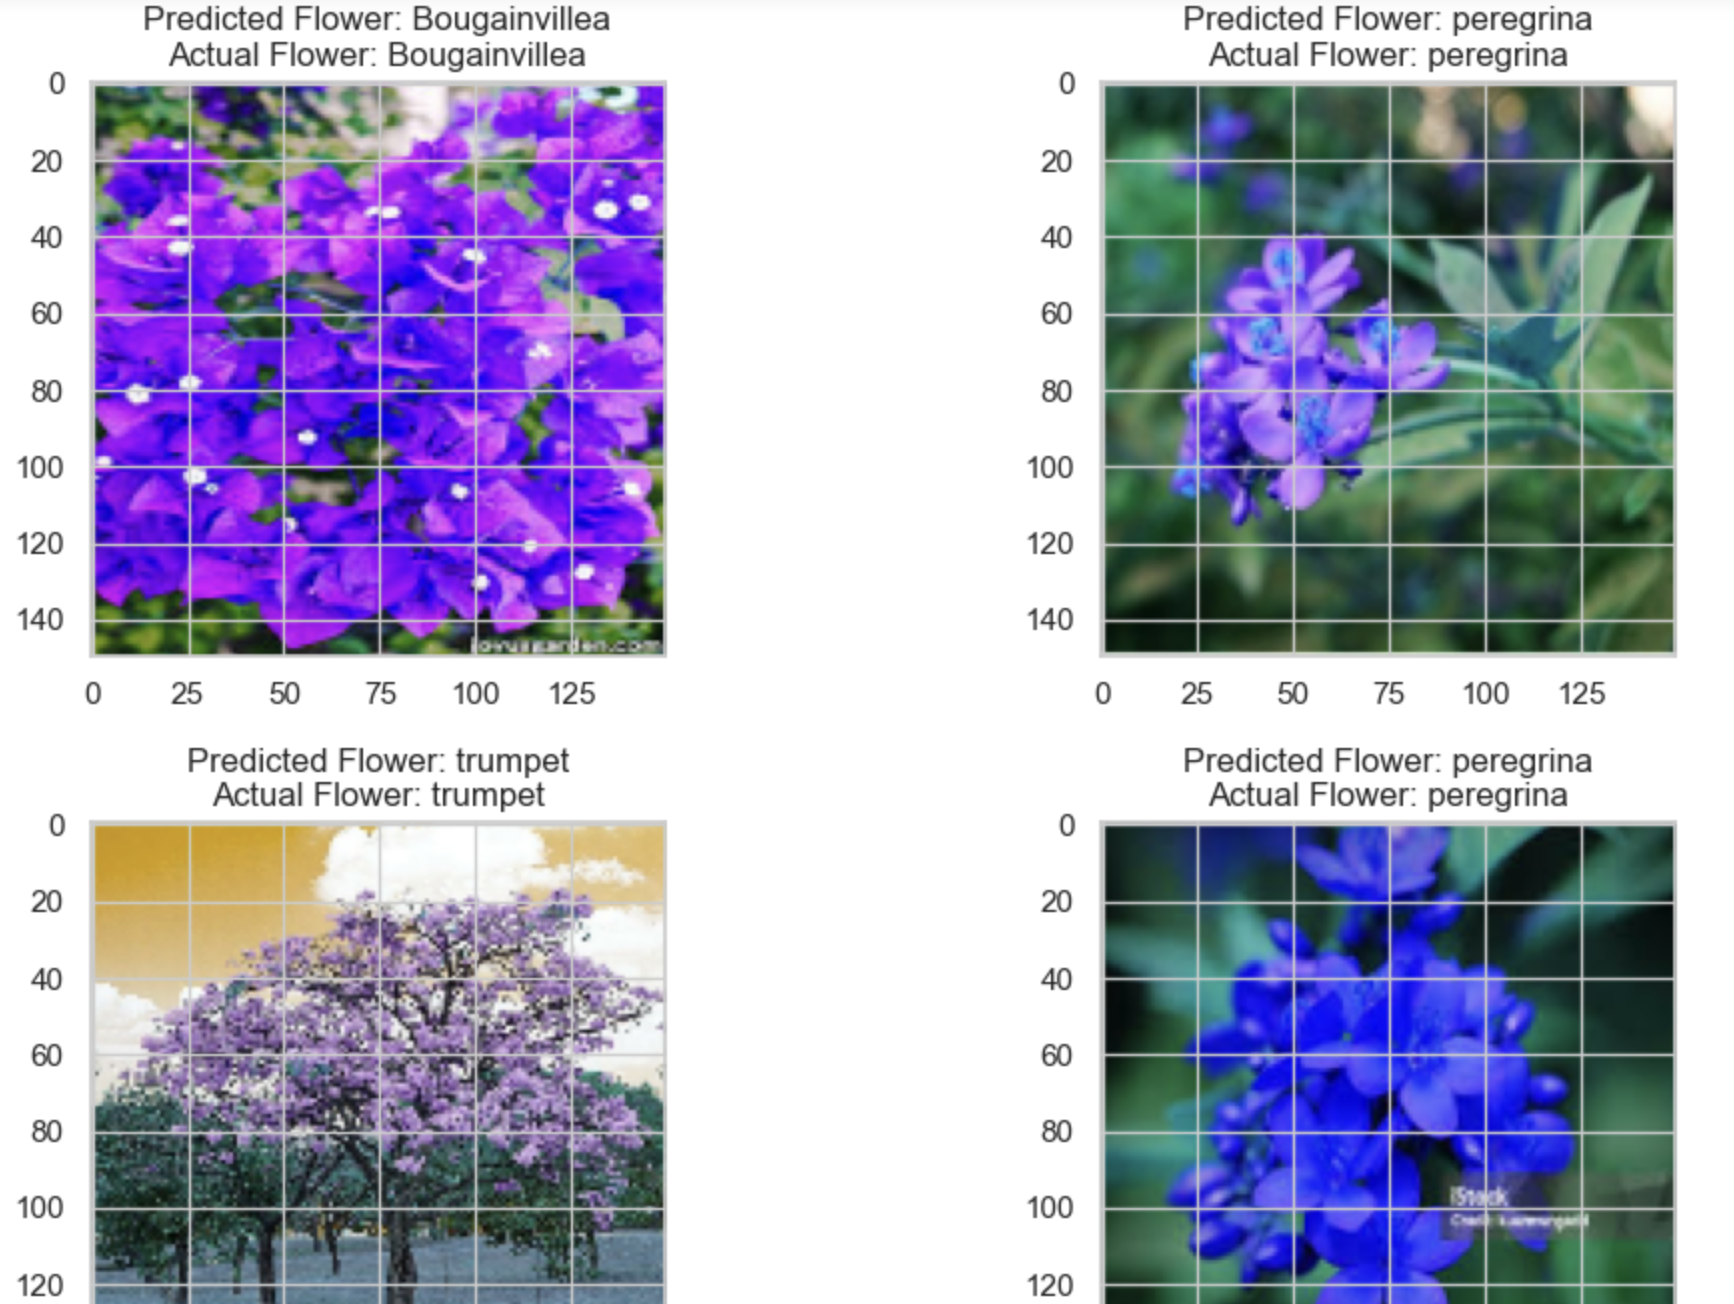 Predicted Flower: Bougainvillea
Actual Flower: Bougainvillea
0
20
40
60
80
100
120
140
0 25 50 75 100 125
Predicted Flower: peregrina
Actual Flower: peregrina
0
20
40
60
80
100
120
140
0 25 50 75 100 125
Predicted Flower: trumpet
Actual Flower: trumpet
0
20
40
60
80
100
120
Predicted Flower: peregrina
Actual Flower: peregrina
0
20
40
60
80
100
120
iStock
Credit: